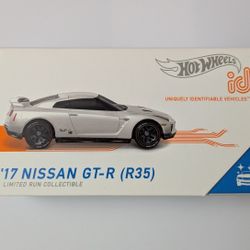 Hot Wheels
id
UNIQUELY IDENTIFIABLE VEHICLES
'17 NISSAN GT-R (R35)
LIMITED RUN COLLECTIBLE